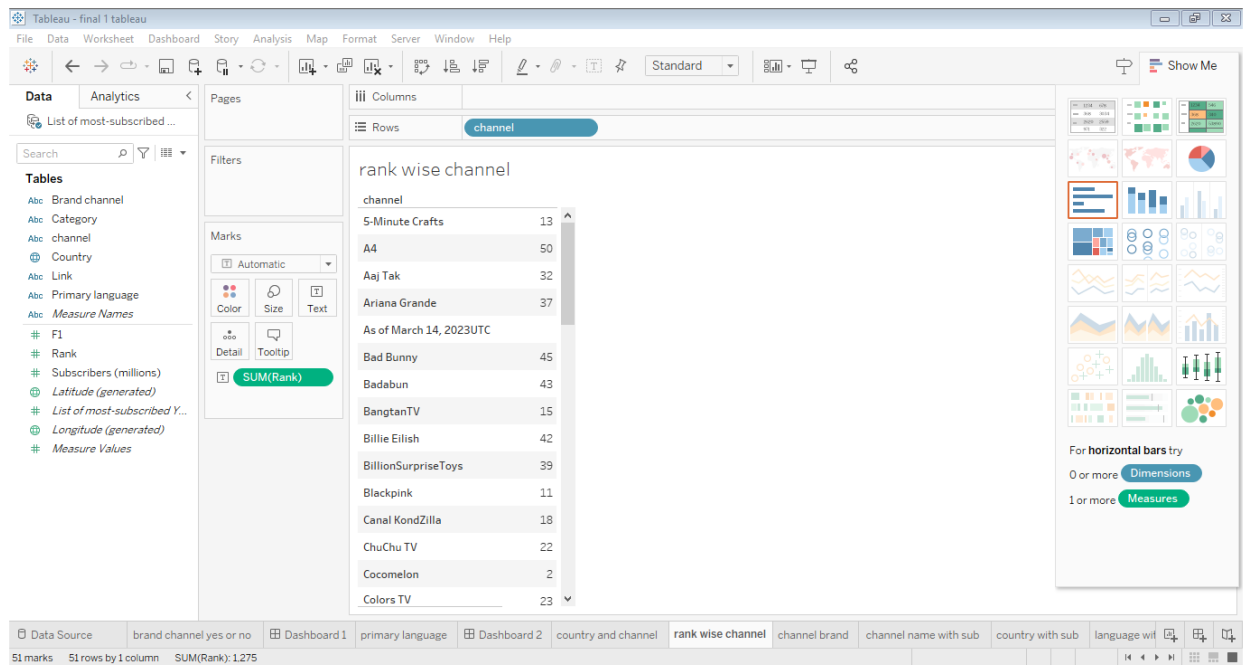 Tableau - final 1 tableau
File Data Worksheet Dashboard Story Analysis Map Format Server Window Help
Standard
Show Me
Data Analytics
List of most-subscribed ...
Search
Tables
Abc Brand channel
Abc Category
Abc channel
Country
Abc Link
Abc Primary language
Abc Measure Names
# F1
# Rank
# Subscribers (millions)
Latitude (generated)
# List of most-subscribed Y...
Longitude (generated)
# Measure Values
Pages
Filters
Marks
Automatic
Color Size Text
Detail Tooltip
SUM(Rank)
Columns
Rows channel
rank wise channel
channel
5-Minute Crafts 13
A4 50
Aaj Tak 32
Ariana Grande 37
As of March 14, 2023UTC
Bad Bunny 45
Badabun 43
BangtanTV 15
Billie Eilish 42
BillionSurpriseToys 39
Blackpink 11
Canal KondZilla 18
ChuChu TV 22
Cocomelon 2
Colors TV 23
For horizontal bars try
0 or more Dimensions
1 or more Measures
Data Source brand channel yes or no Dashboard 1 primary language Dashboard 2 country and channel rank wise channel channel brand channel name with sub country with sub language wit
51 marks 51 rows by 1 column SUM(Rank): 1,275